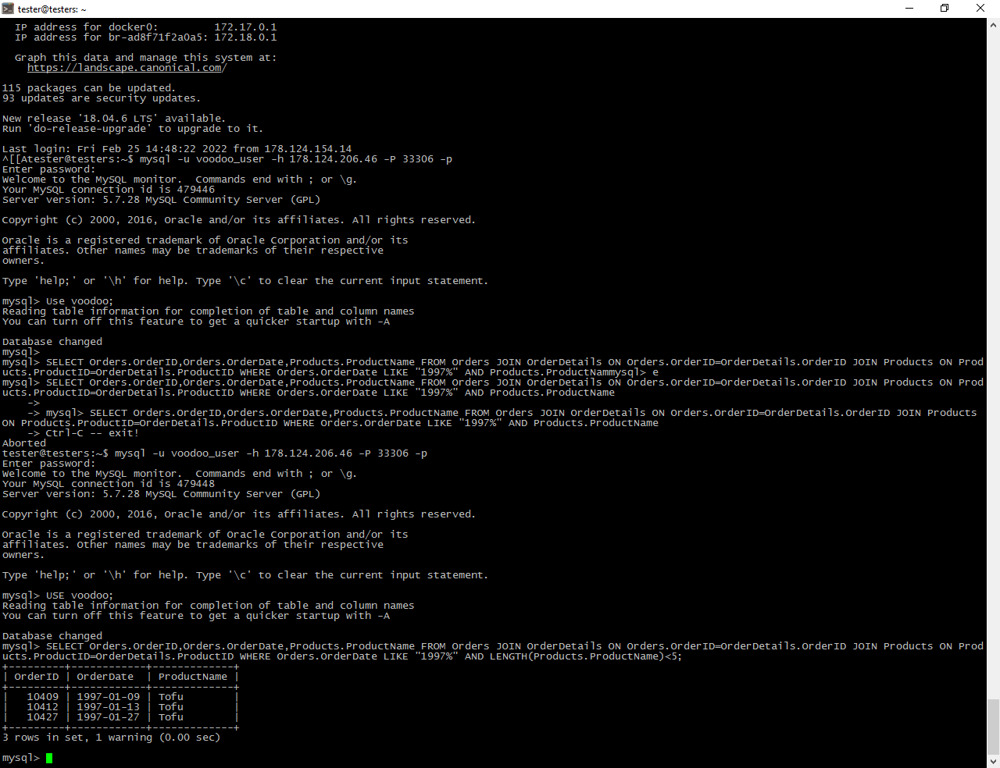 tester@testers: ~
  IP address for docker0:         172.17.0.1
  IP address for br-ad8f71f2a0a5: 172.18.0.1
  Graph this data and manage this system at:
    https://landscape.canonical.com/
115 packages can be updated.
93 updates are security updates.
New release '18.04.6 LTS' available.
Run 'do-release-upgrade' to upgrade to it.
Last login: Fri Feb 25 14:48:22 2022 from 178.124.154.14
^[[Atester@testers:~$ mysql -u voodoo_user -h 178.124.206.46 -P 33306 -p
Enter password:
Welcome to the MySQL monitor.  Commands end with ; or \g.
Your MySQL connection id is 479446
Server version: 5.7.28 MySQL Community Server (GPL)
Copyright (c) 2000, 2016, Oracle and/or its affiliates. All rights reserved.
Oracle is a registered trademark of Oracle Corporation and/or its
affiliates. Other names may be trademarks of their respective
owners.
Type 'help;' or '\h' for help. Type '\c' to clear the current input statement.
mysql> Use voodoo;
Reading table information for completion of table and column names
You can turn off this feature to get a quicker startup with -A
Database changed
mysql>
mysql> SELECT Orders.OrderID,Orders.OrderDate,Products.ProductName FROM Orders JOIN OrderDetails ON Orders.OrderID=OrderDetails.OrderID JOIN Products ON Prod
ucts.ProductID=OrderDetails.ProductID WHERE Orders.OrderDate LIKE "1997%" AND Products.ProductNammysql> e
mysql> SELECT Orders.OrderID,Orders.OrderDate,Products.ProductName FROM Orders JOIN OrderDetails ON Orders.OrderID=OrderDetails.OrderID JOIN Products ON Prod
ucts.ProductID=OrderDetails.ProductID WHERE Orders.OrderDate LIKE "1997%" AND Products.ProductName
    ->
    -> mysql> SELECT Orders.OrderID,Orders.OrderDate,Products.ProductName FROM Orders JOIN OrderDetails ON Orders.OrderID=OrderDetails.OrderID JOIN Products
ON Products.ProductID=OrderDetails.ProductID WHERE Orders.OrderDate LIKE "1997%" AND Products.ProductName
    -> Ctrl-C -- exit!
Aborted
tester@testers:~$ mysql -u voodoo_user -h 178.124.206.46 -P 33306 -p
Enter password:
Welcome to the MySQL monitor.  Commands end with ; or \g.
Your MySQL connection id is 479448
Server version: 5.7.28 MySQL Community Server (GPL)
Copyright (c) 2000, 2016, Oracle and/or its affiliates. All rights reserved.
Oracle is a registered trademark of Oracle Corporation and/or its
affiliates. Other names may be trademarks of their respective
owners.
Type 'help;' or '\h' for help. Type '\c' to clear the current input statement.
mysql> USE voodoo;
Reading table information for completion of table and column names
You can turn off this feature to get a quicker startup with -A
Database changed
mysql> SELECT Orders.OrderID,Orders.OrderDate,Products.ProductName FROM Orders JOIN OrderDetails ON Orders.OrderID=OrderDetails.OrderID JOIN Products ON Prod
ucts.ProductID=OrderDetails.ProductID WHERE Orders.OrderDate LIKE "1997%" AND LENGTH(Products.ProductName)<5;
+---------+------------+-------------+
| OrderID | OrderDate  | ProductName |
+---------+------------+-------------+
|   10409 | 1997-01-09 | Tofu        |
|   10412 | 1997-01-13 | Tofu        |
|   10427 | 1997-01-27 | Tofu        |
+---------+------------+-------------+
3 rows in set, 1 warning (0.00 sec)
mysql>